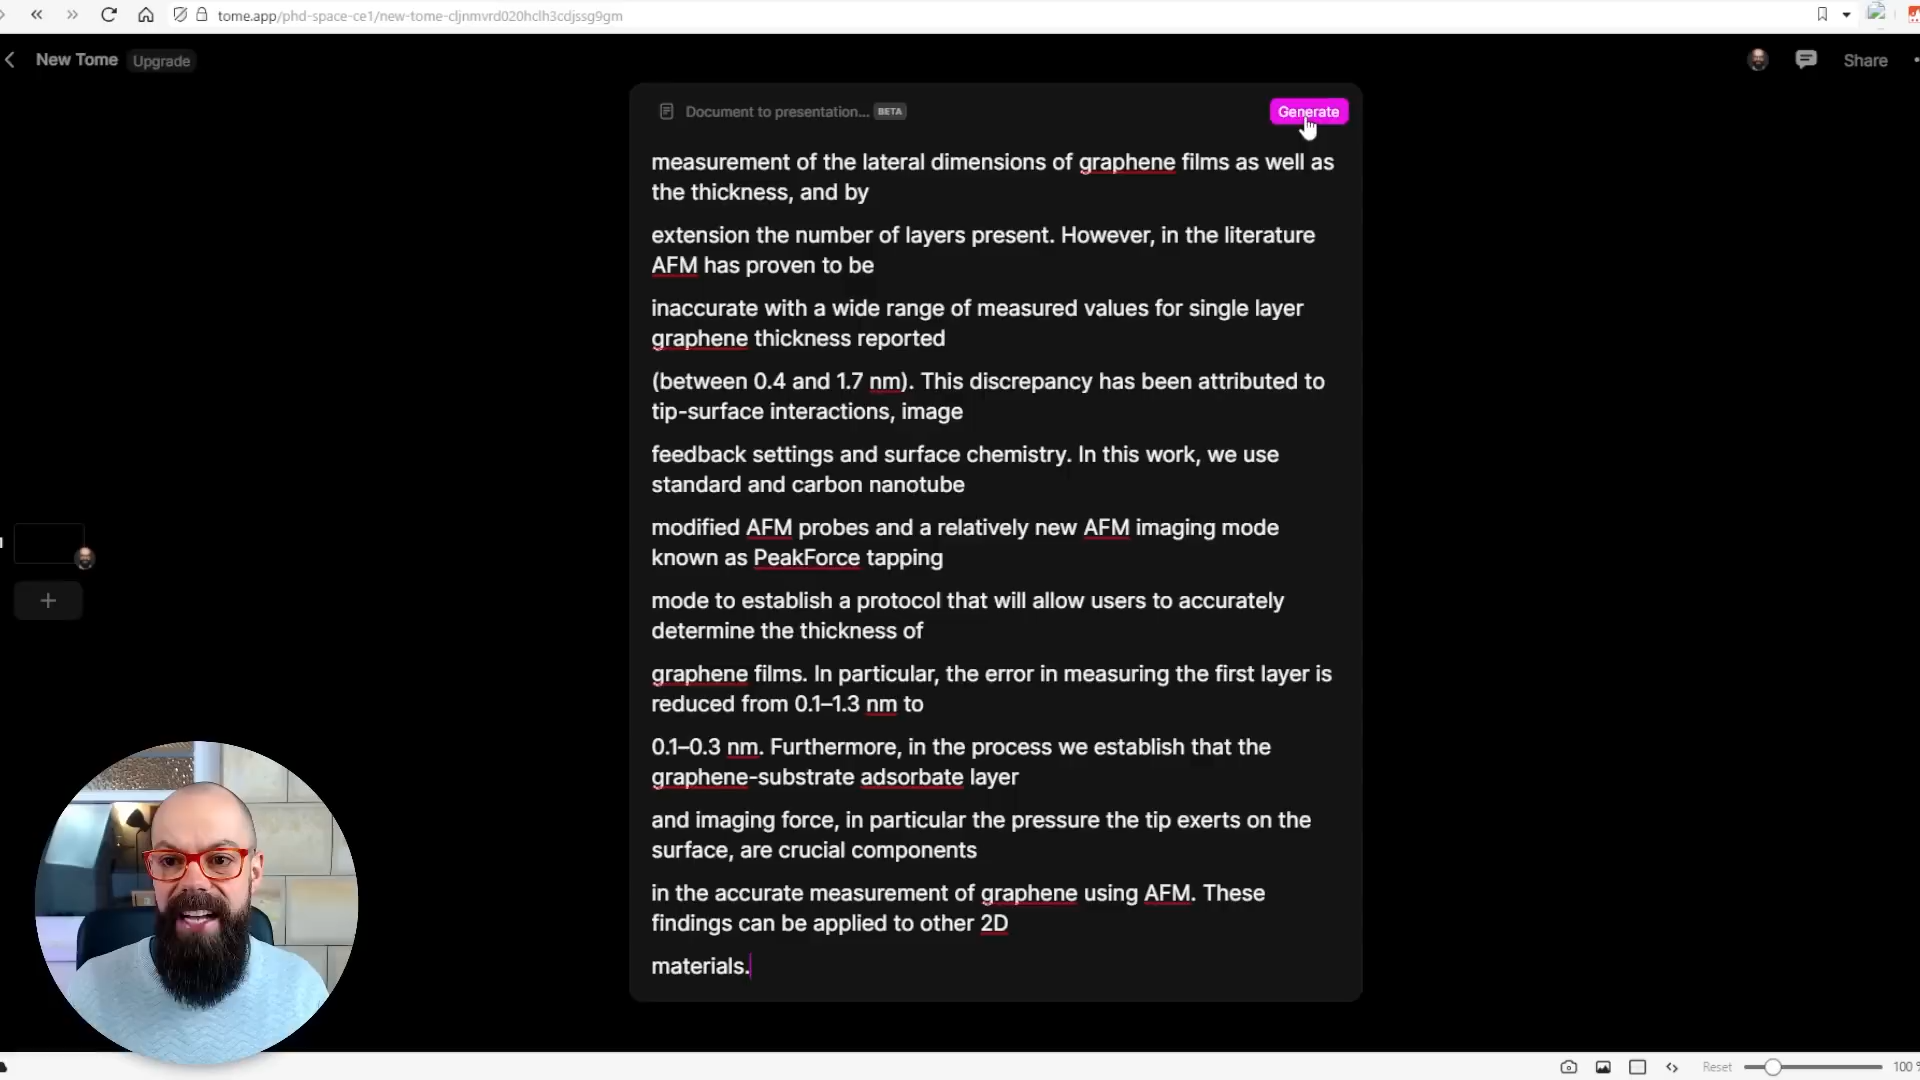 tome.app/phd-space-ce1/new-tome-cljnmvrd020hclh3cdjssg9gm
New Tome Upgrade
Share
Document to presentation... BETA
Generate
measurement of the lateral dimensions of graphene films as well as
the thickness, and by
extension the number of layers present. However, in the literature
AFM has proven to be
inaccurate with a wide range of measured values for single layer
graphene thickness reported
(between 0.4 and 1.7 nm). This discrepancy has been attributed to
tip-surface interactions, image
feedback settings and surface chemistry. In this work, we use
standard and carbon nanotube
modified AFM probes and a relatively new AFM imaging mode
known as PeakForce tapping
mode to establish a protocol that will allow users to accurately
determine the thickness of
graphene films. In particular, the error in measuring the first layer is
reduced from 0.1–1.3 nm to
0.1–0.3 nm. Furthermore, in the process we establish that the
graphene-substrate adsorbate layer
and imaging force, in particular the pressure the tip exerts on the
surface, are crucial components
in the accurate measurement of graphene using AFM. These
findings can be applied to other 2D
materials.
Reset 100 %